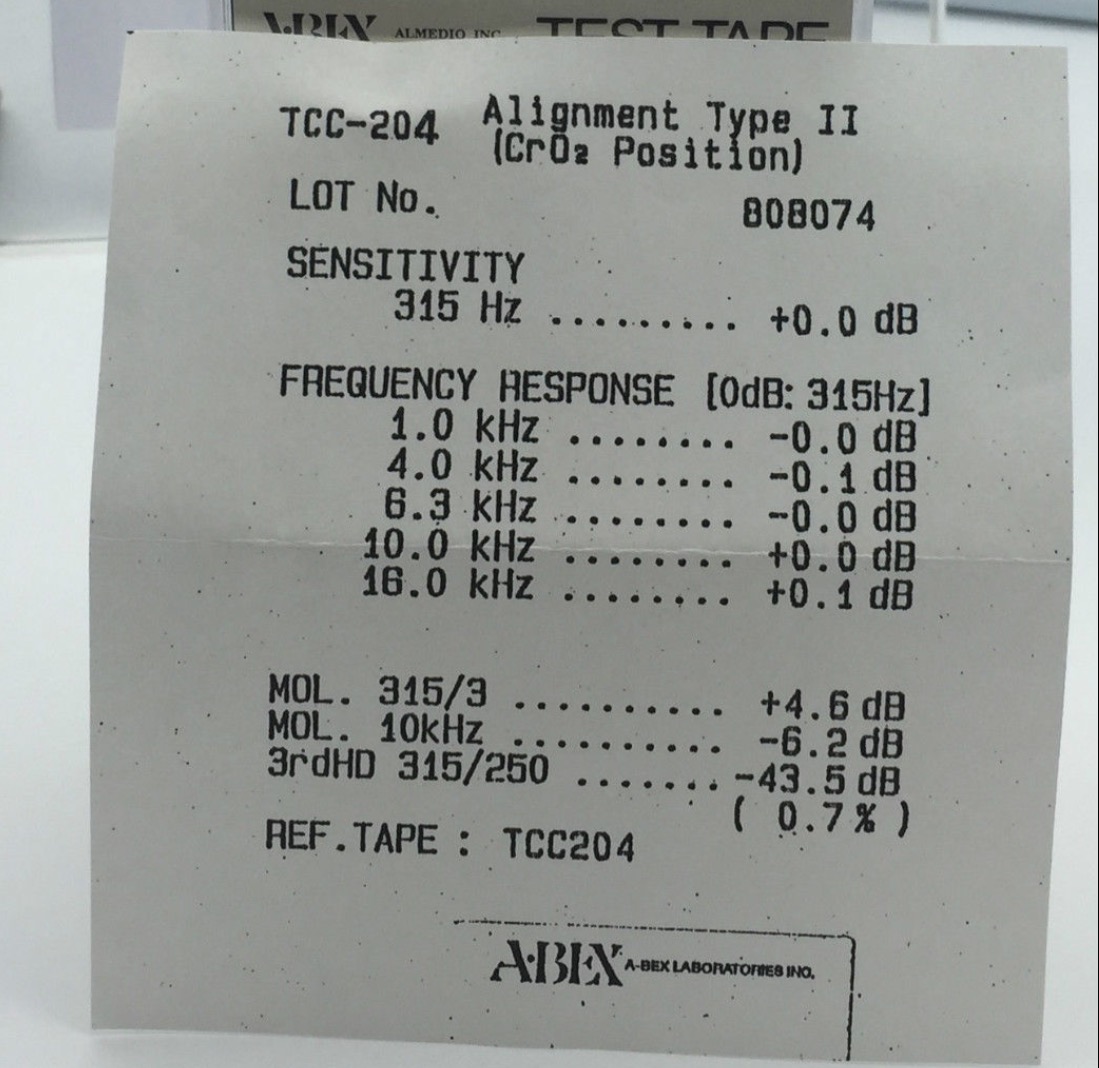 A·BEX ALMEDIO INC. TEST TAPE
TCC-204 Alignment Type II
(CrO₂ Position)
LOT No. 808074
SENSITIVITY
315 Hz ......... +0.0 dB
FREQUENCY RESPONSE [0dB: 315Hz]
1.0 kHz ........ -0.0 dB
4.0 kHz ........ -0.1 dB
6.3 kHz ........ -0.0 dB
10.0 kHz ........ +0.0 dB
16.0 kHz ........ +0.1 dB
MOL. 315/3 .......... +4.6 dB
MOL. 10kHz .......... -6.2 dB
3rdHD 315/250 ....... -43.5 dB
( 0.7% )
REF.TAPE : TCC204
A·BEX A-BEX LABORATORIES INC.